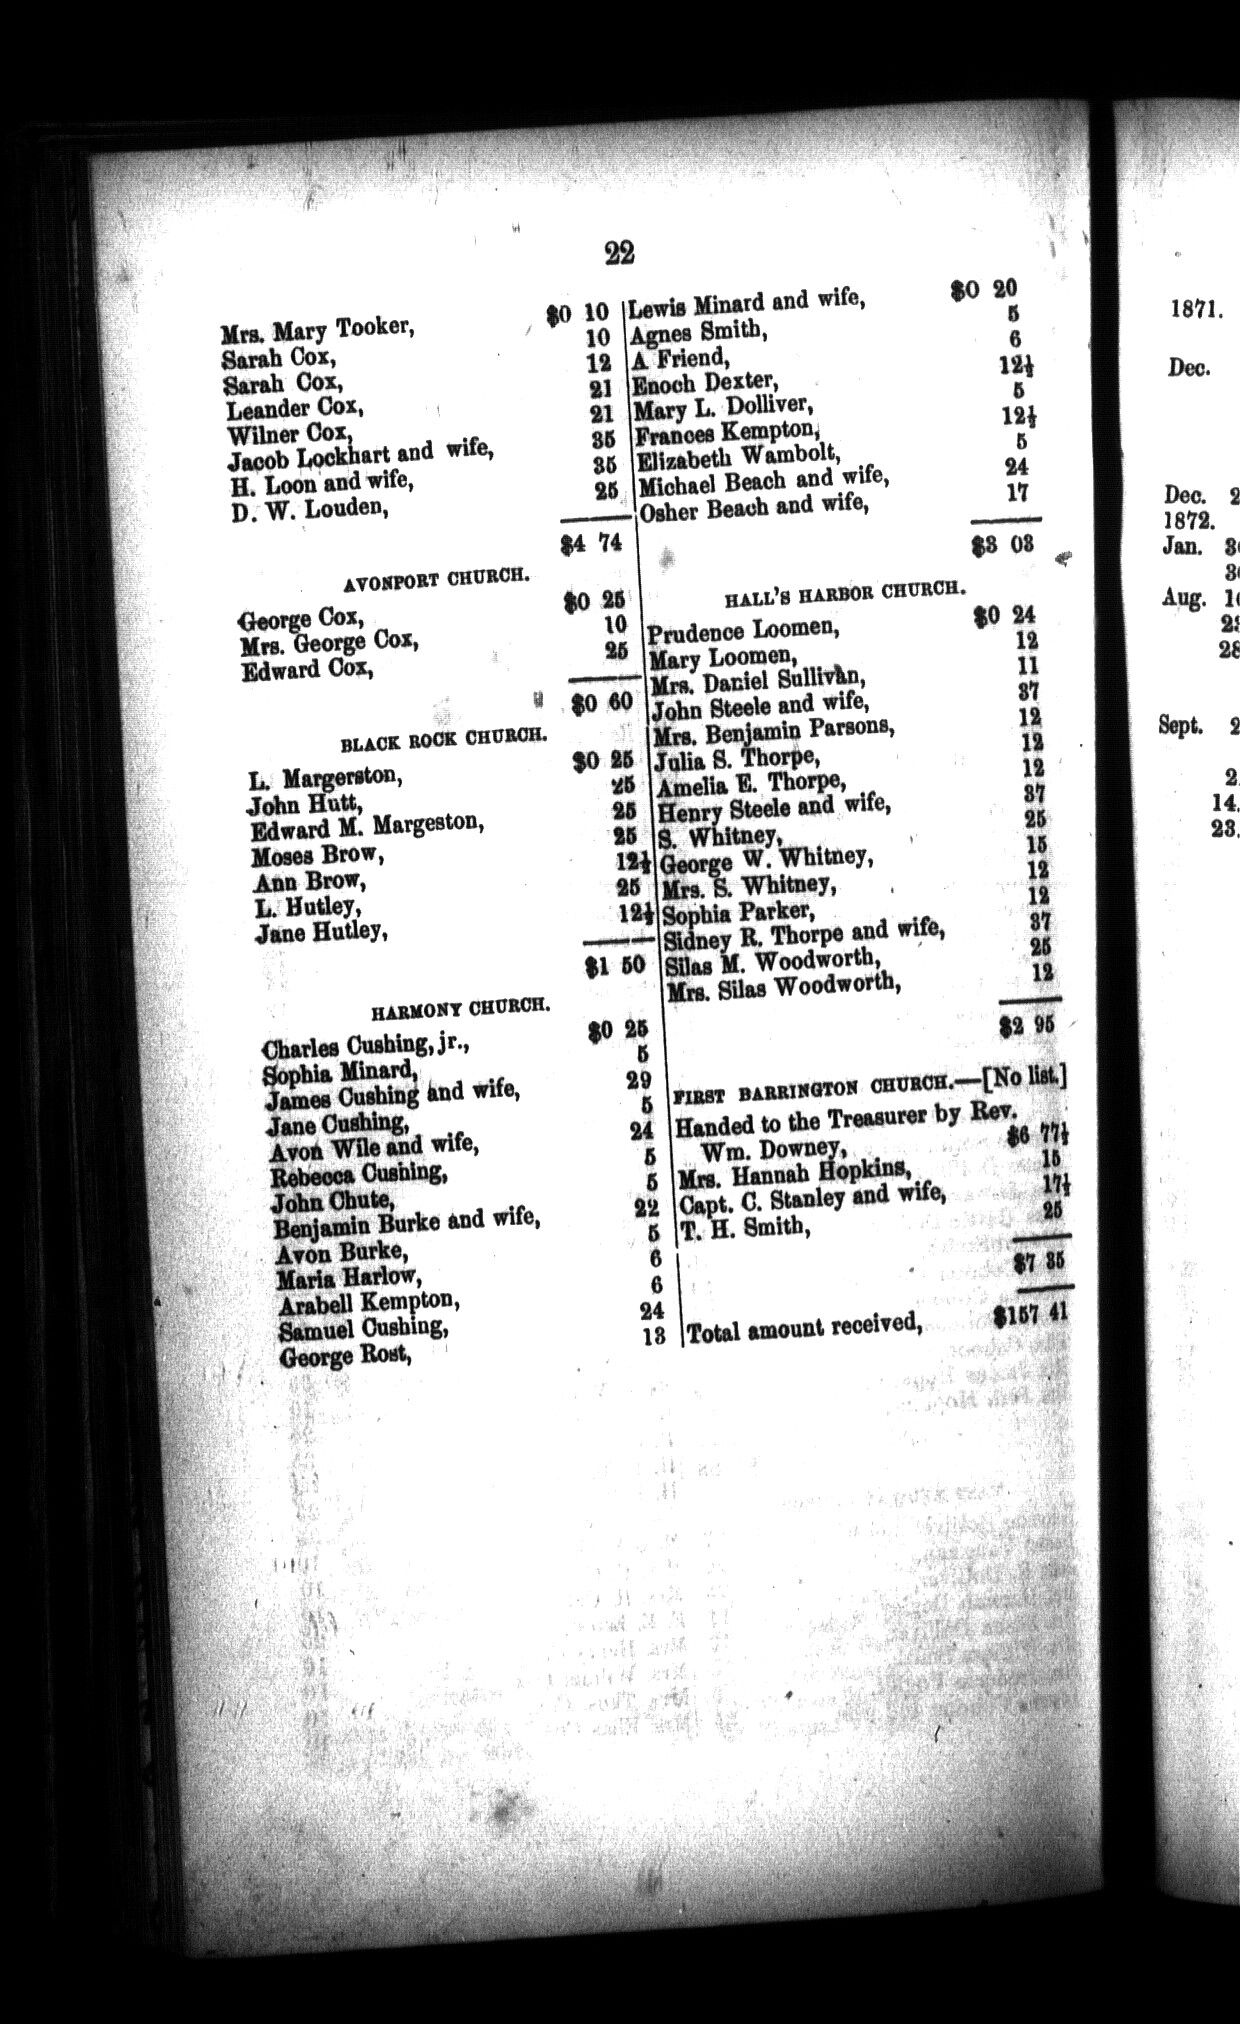 22
Mrs. Mary Tooker, $0 10
Sarah Cox, 10
Sarah Cox, 12
Leander Cox, 21
Wilner Cox, 21
Jacob Lockhart and wife, 35
H. Loon and wife, 35
D. W. Louden, 25
$4 74
AVONPORT CHURCH.
George Cox, $0 25
Mrs. George Cox, 10
Edward Cox, 25
$0 60
BLACK ROCK CHURCH.
L. Margerston, $0 25
John Hutt, 25
Edward M. Margeston, 25
Moses Brow, 25
Ann Brow, 12½
L. Hutley, 25
Jane Hutley, 12½
$1 50
HARMONY CHURCH.
Charles Cushing, jr., $0 25
Sophia Minard, 5
James Cushing and wife, 29
Jane Cushing, 5
Avon Wile and wife, 24
Rebecca Cushing, 5
John Chute, 5
Benjamin Burke and wife, 22
Avon Burke, 5
Maria Harlow, 6
Arabell Kempton, 6
Samuel Cushing, 24
George Rost, 13
Lewis Minard and wife, $0 20
Agnes Smith, 5
A Friend, 6
Enoch Dexter, 12½
Mary L. Dolliver, 5
Frances Kempton, 12½
Elizabeth Wambolt, 5
Michael Beach and wife, 24
Osher Beach and wife, 17
$3 03
HALL'S HARBOR CHURCH.
Prudence Loomen, $0 24
Mary Loomen, 12
Mrs. Daniel Sullivan, 11
John Steele and wife, 37
Mrs. Benjamin Parsons, 12
Julia S. Thorpe, 12
Amelia E. Thorpe, 12
Henry Steele and wife, 37
S. Whitney, 25
George W. Whitney, 15
Mrs. S. Whitney, 12
Sophia Parker, 12
Sidney R. Thorpe and wife, 37
Silas M. Woodworth, 25
Mrs. Silas Woodworth, 12
$2 95
FIRST BARRINGTON CHURCH.—[No list.]
Handed to the Treasurer by Rev.
Wm. Downey, $6 77½
Mrs. Hannah Hopkins, 15
Capt. C. Stanley and wife, 17½
T. H. Smith, 25
$7 35
Total amount received, $157 41
1871.
Dec.
Dec. 2
1872.
Jan.
Aug.
28
Sept. 2
2
14.
23.